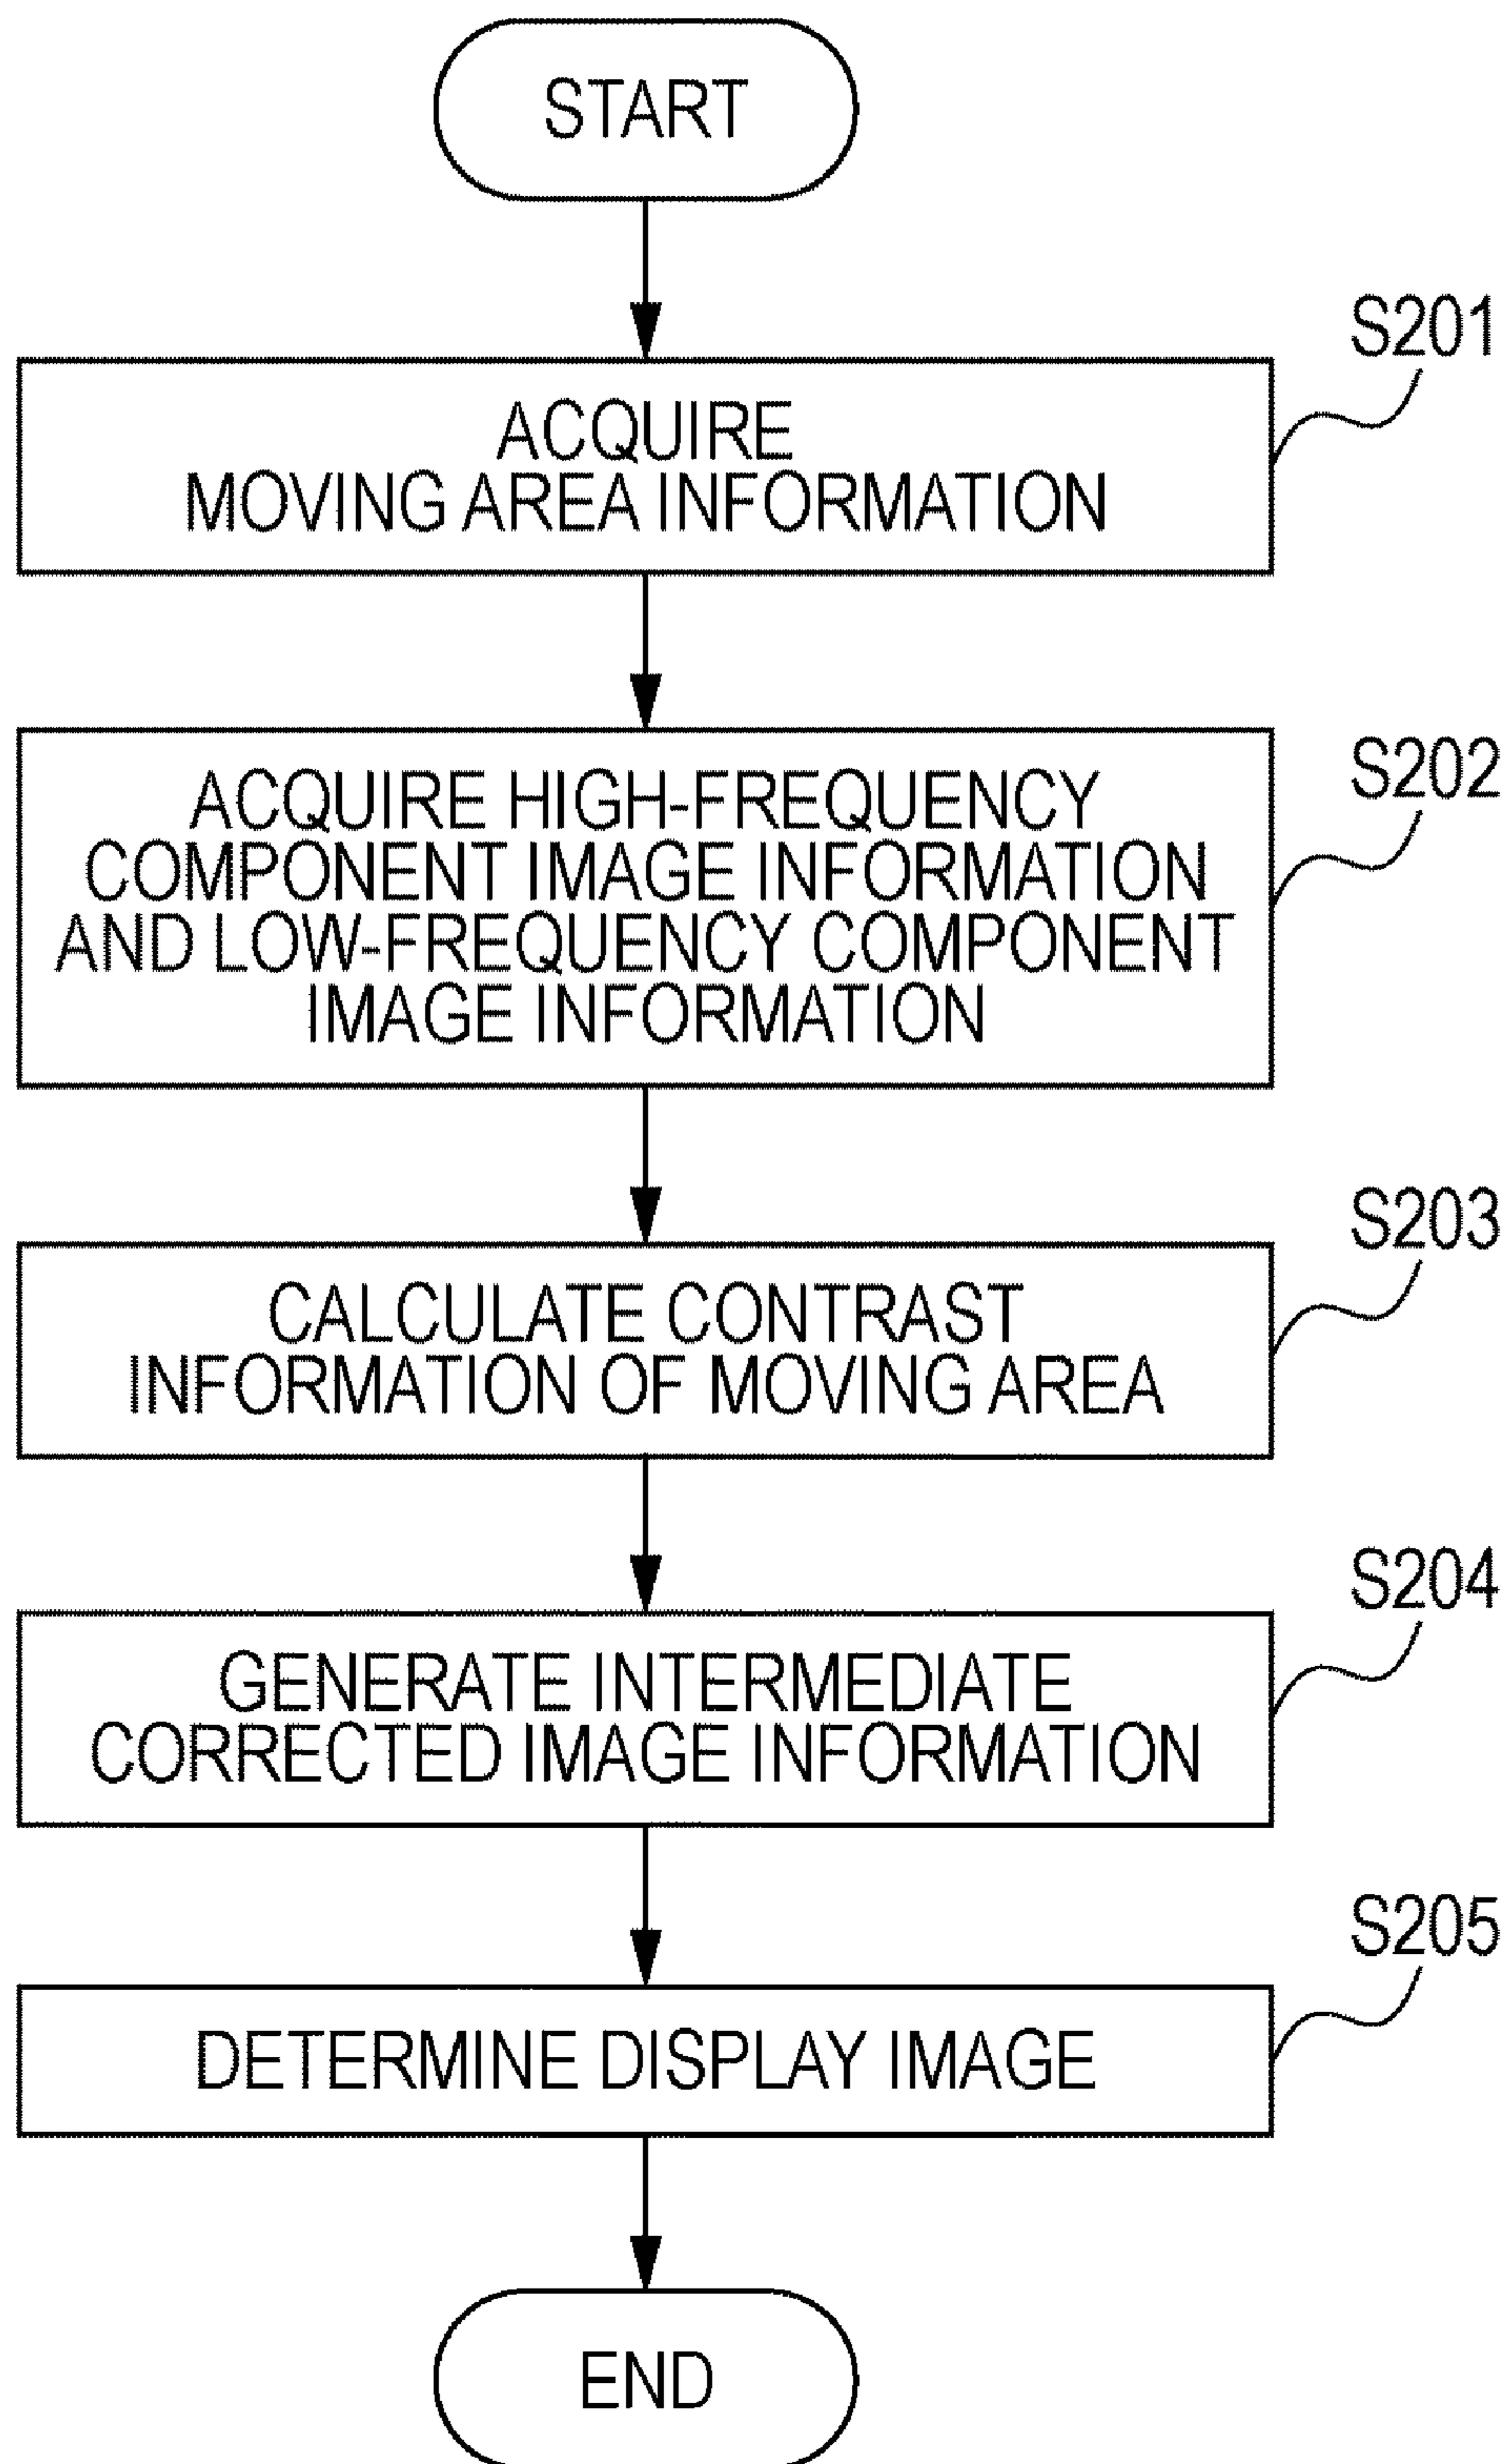 START
S201
ACQUIRE
MOVING AREA INFORMATION
S202
ACQUIRE HIGH-FREQUENCY
COMPONENT IMAGE INFORMATION
AND LOW-FREQUENCY COMPONENT
IMAGE INFORMATION
S203
CALCULATE CONTRAST
INFORMATION OF MOVING AREA
S204
GENERATE INTERMEDIATE
CORRECTED IMAGE INFORMATION
S205
DETERMINE DISPLAY IMAGE
END